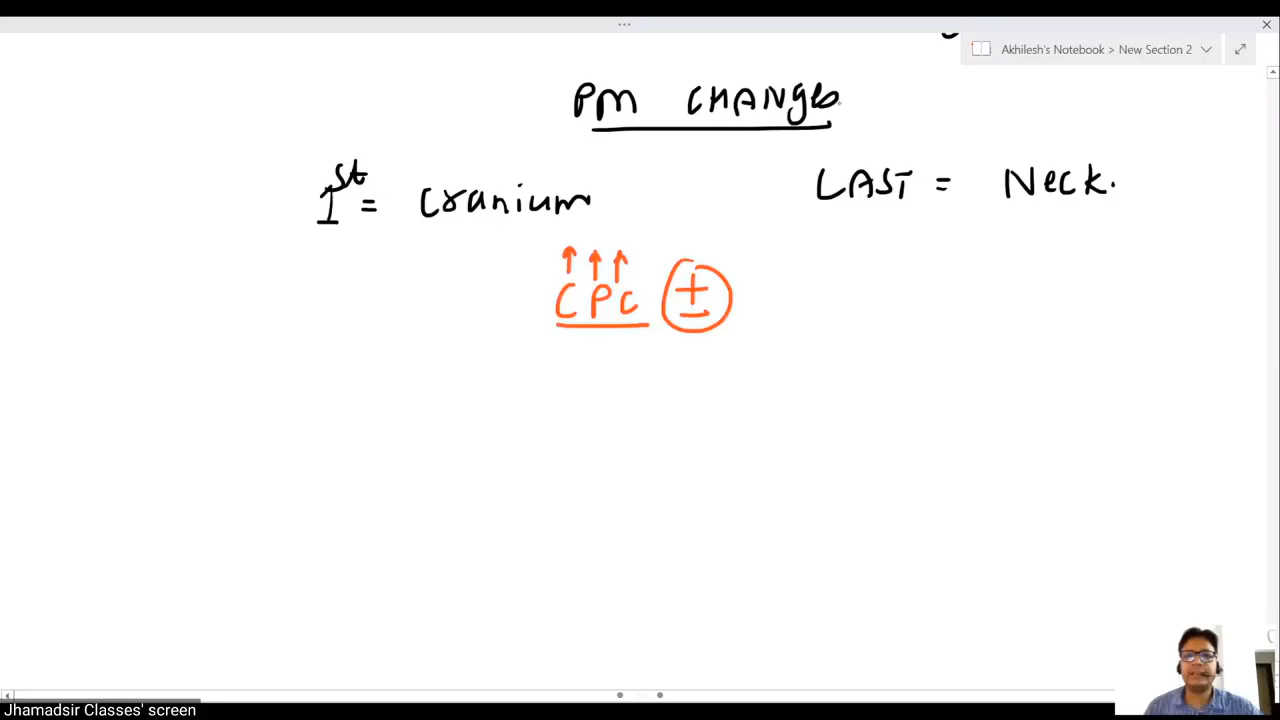 Akhilesh's Notebook > New Section 2
PM CHANGES
1st = Cranium
LAST = Neck.
↑ ↑ ↑
CPC ±
Jhamadsir Classes' screen